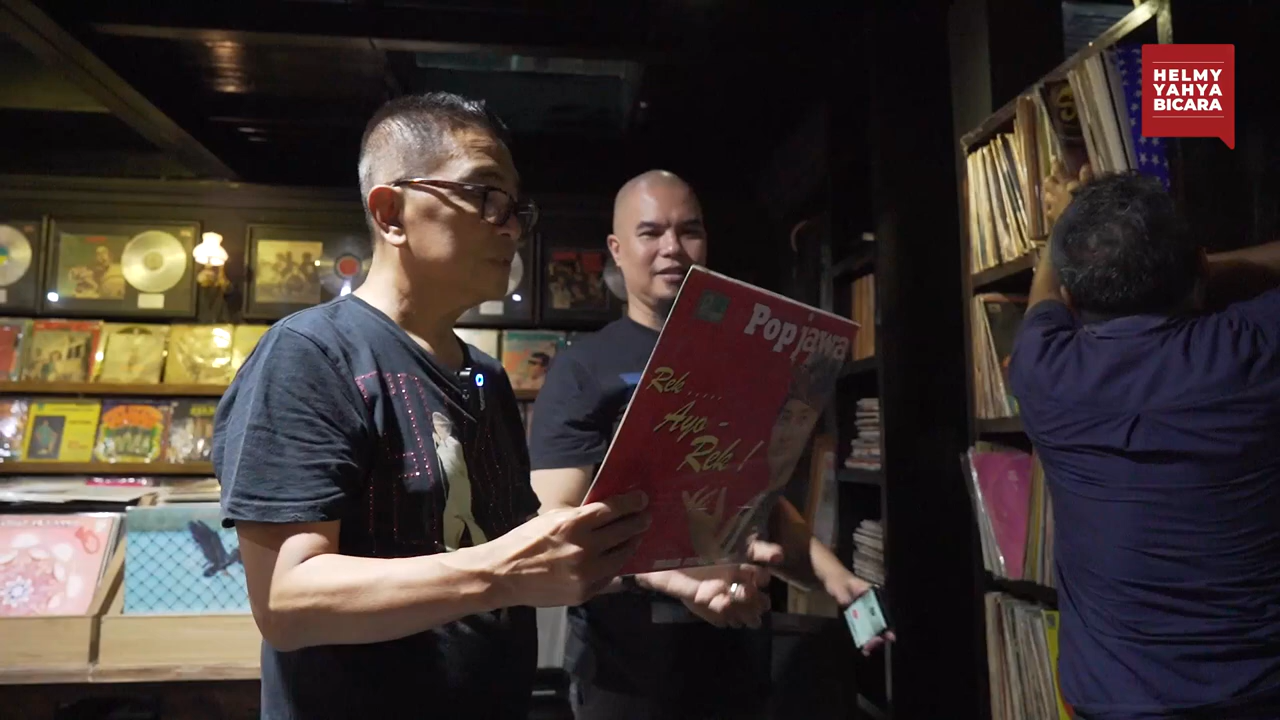 HELMY
YAHYA
BICARA
Pop jawa
Rek.....
Ayo-
Rek!